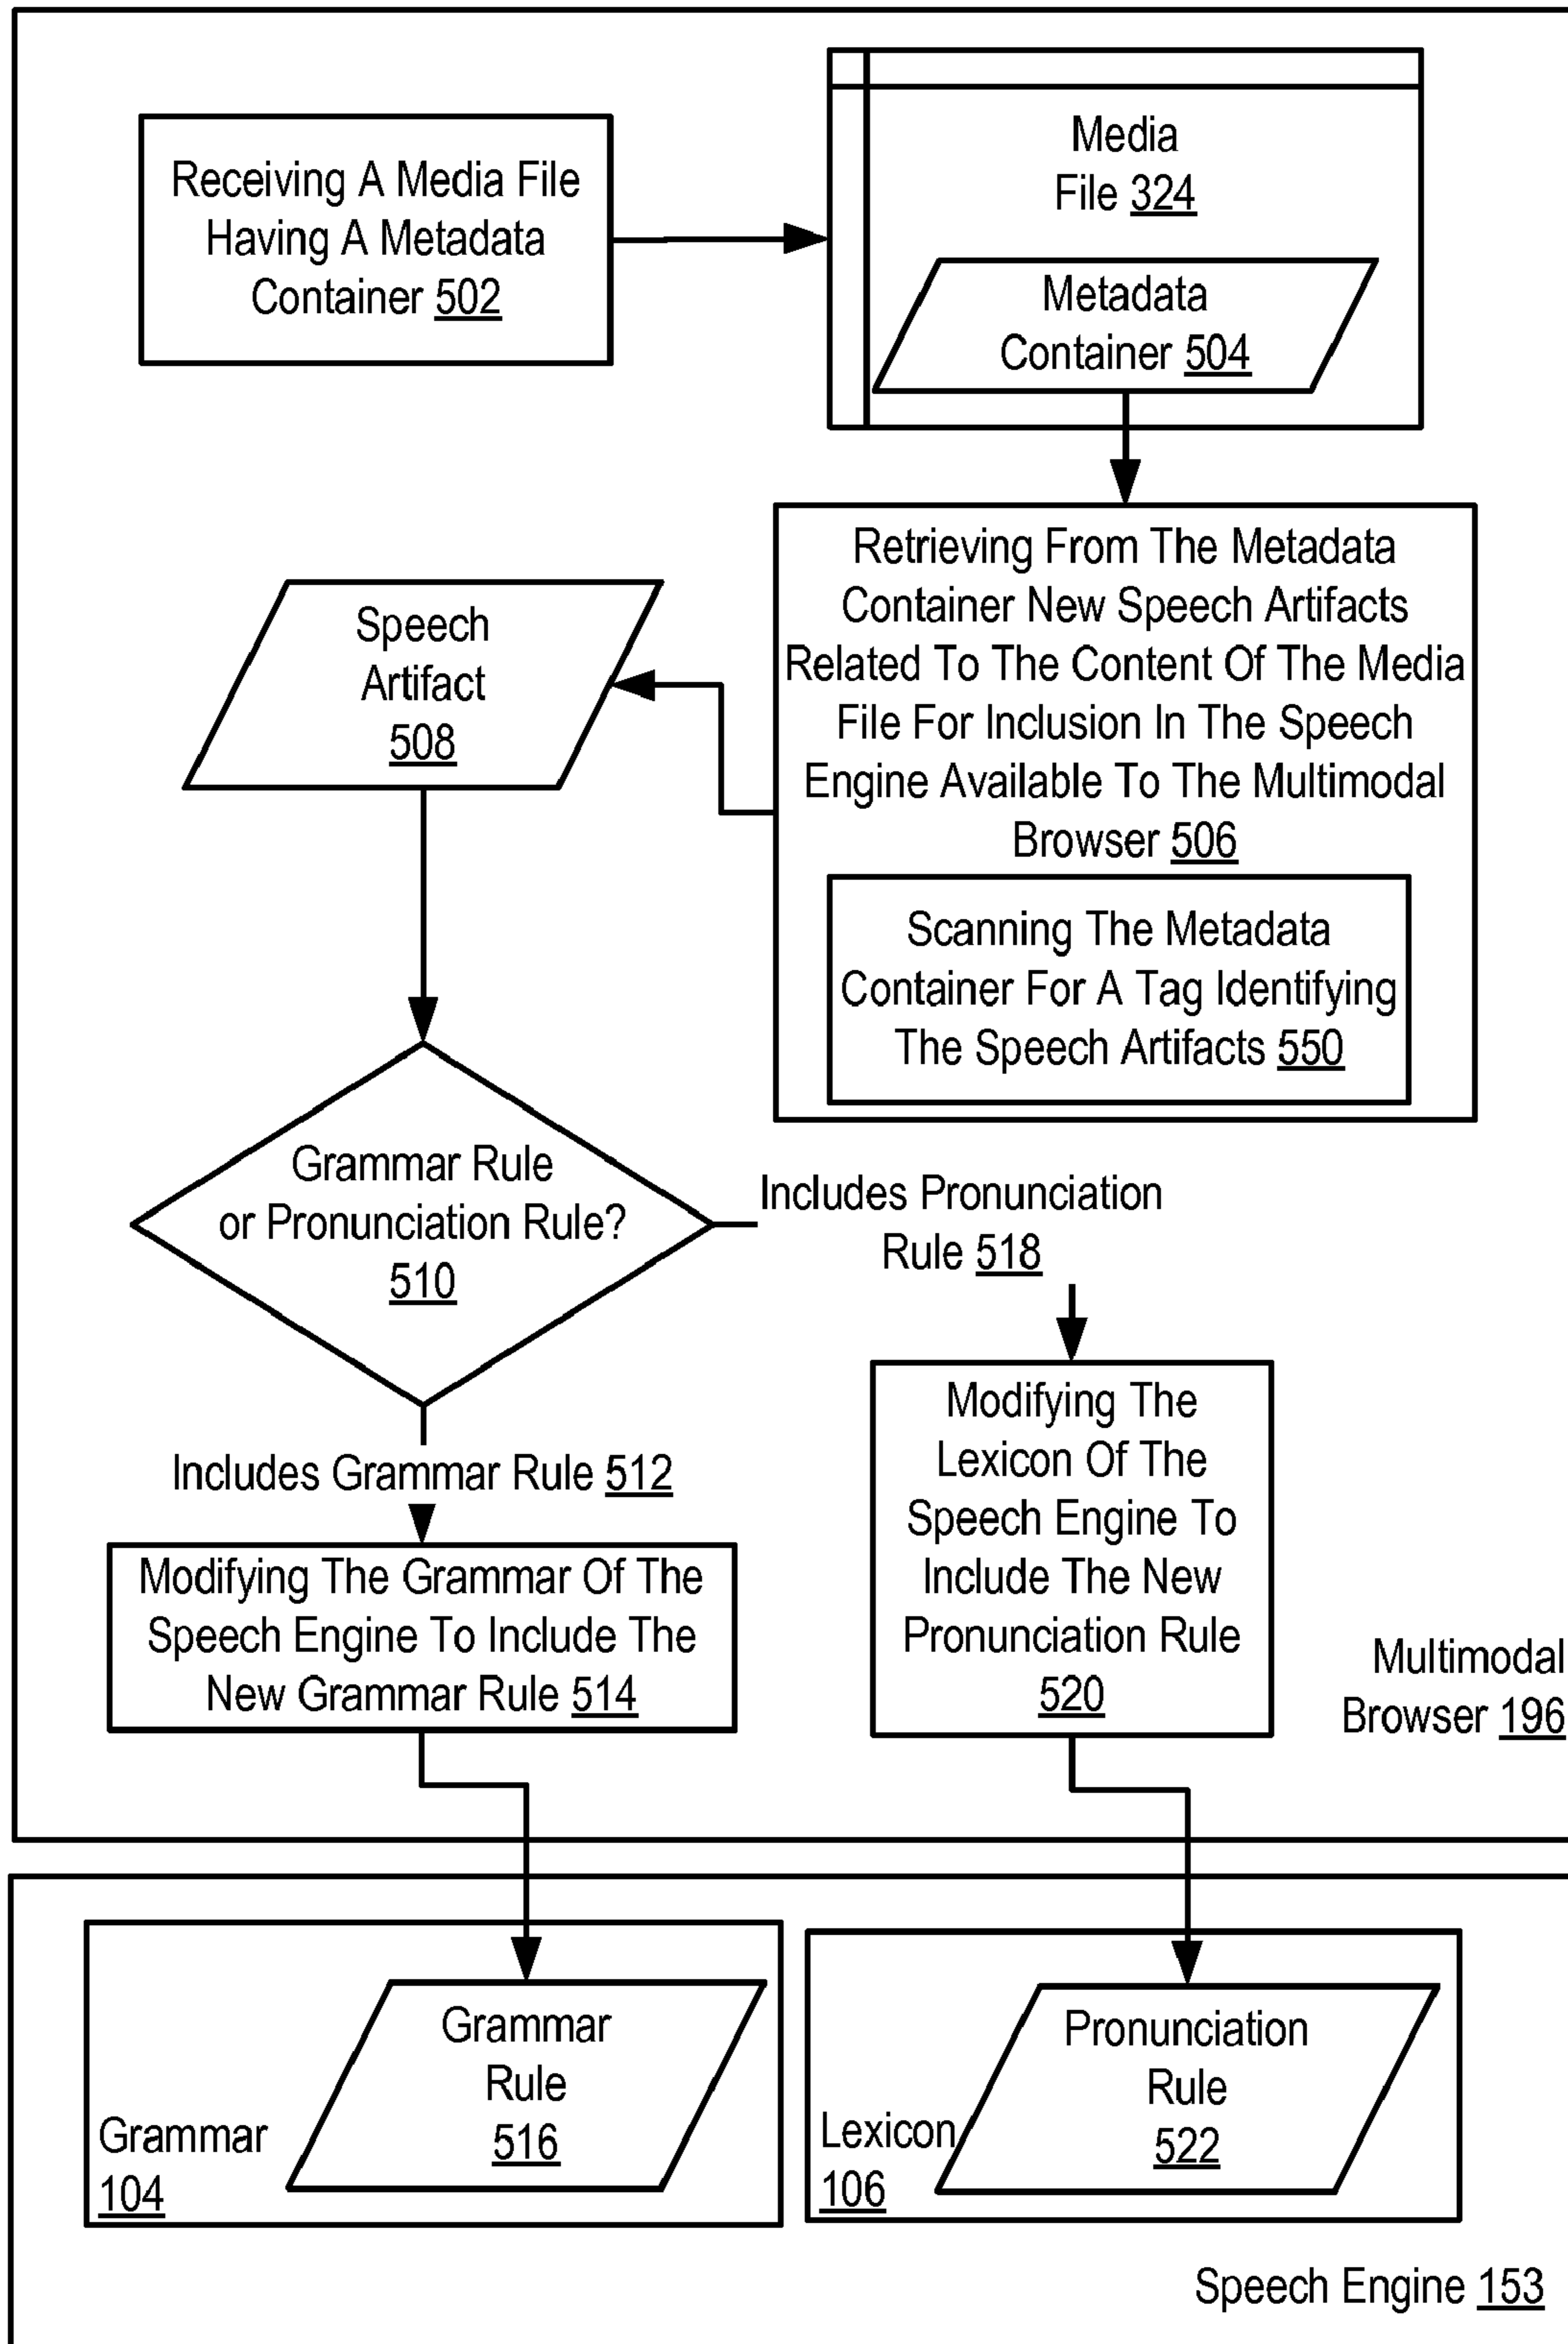 Receiving A Media File
Having A Metadata
Container 502
Media
File 324
Metadata
Container 504
Retrieving From The Metadata
Container New Speech Artifacts
Related To The Content Of The Media
File For Inclusion In The Speech
Engine Available To The Multimodal
Browser 506
Scanning The Metadata
Container For A Tag Identifying
The Speech Artifacts 550
Speech
Artifact
508
Grammar Rule
or Pronunciation Rule?
510
Includes Pronunciation
Rule 518
Includes Grammar Rule 512
Modifying The Grammar Of The
Speech Engine To Include The
New Grammar Rule 514
Modifying The
Lexicon Of The
Speech Engine To
Include The New
Pronunciation Rule
520
Multimodal
Browser 196
Grammar
Rule
516
Grammar
104
Pronunciation
Rule
522
Lexicon
106
Speech Engine 153